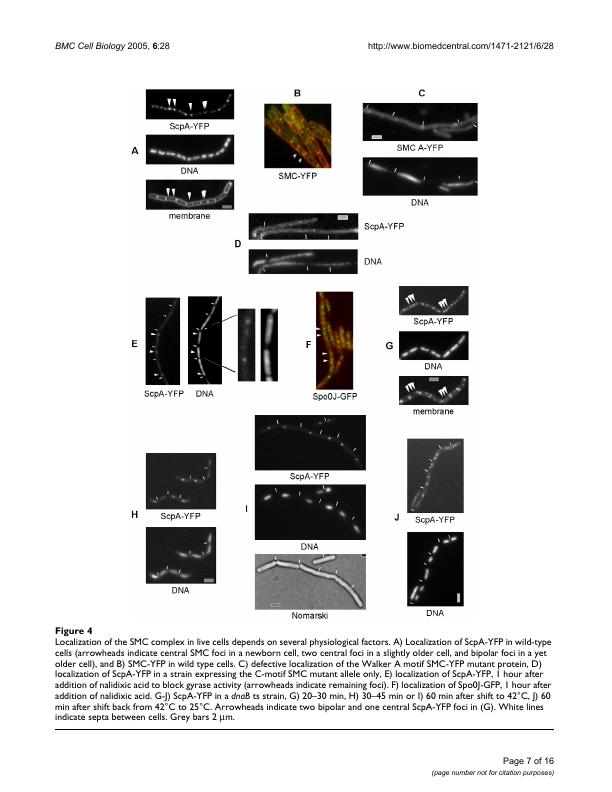 BMC Cell Biology 2005, 6:28
http://www.biomedcentral.com/1471-2121/6/28
B
C
ScpA-YFP
A
SMC A-YFP
SMC-YFP
DNA
DNA
membrane
ScpA-YFP
D
DNA
E
F
G
ScpA-YFP
DNA
ScpA-YFP
DNA
Spo0J-GFP
membrane
ScpA-YFP
H
ScpA-YFP
I
J
ScpA-YFP
DNA
DNA
Nomarski
DNA
Figure 4
Localization of the SMC complex in live cells depends on several physiological factors. A) Localization of ScpA-YFP in wild-type
cells (arrowheads indicate central SMC foci in a newborn cell, two central foci in a slightly older cell, and bipolar foci in a yet
older cell), and B) SMC-YFP in wild type cells. C) defective localization of the Walker A motif SMC-YFP mutant protein, D)
localization of ScpA-YFP in a strain expressing the C-motif SMC mutant allele only, E) localization of ScpA-YFP, 1 hour after
addition of nalidixic acid to block gyrase activity (arrowheads indicate remaining foci). F) localization of Spo0J-GFP, 1 hour after
addition of nalidixic acid. G-J) ScpA-YFP in a dnaB ts strain, G) 20–30 min, H) 30–45 min or I) 60 min after shift to 42°C, J) 60
min after shift back from 42°C to 25°C. Arrowheads indicate two bipolar and one central ScpA-YFP foci in (G). White lines
indicate septa between cells. Grey bars 2 μm.
Page 7 of 16
(page number not for citation purposes)